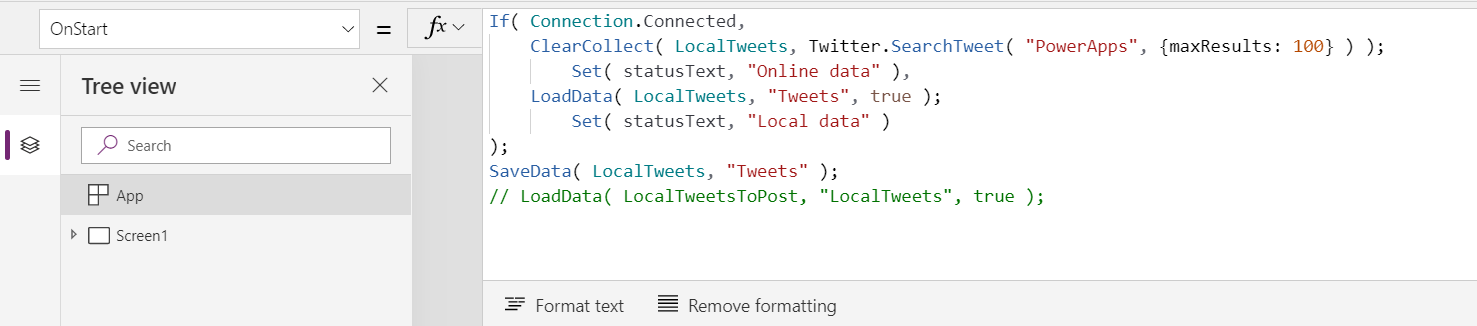 OnStart
= fx
If( Connection.Connected,
ClearCollect( LocalTweets, Twitter.SearchTweet( "PowerApps", {maxResults: 100} ) );
Set( statusText, "Online data" ),
LoadData( LocalTweets, "Tweets", true );
Set( statusText, "Local data" )
);
SaveData( LocalTweets, "Tweets" );
// LoadData( LocalTweetsToPost, "LocalTweets", true );
Tree view
Search
App
Screen1
Format text
Remove formatting